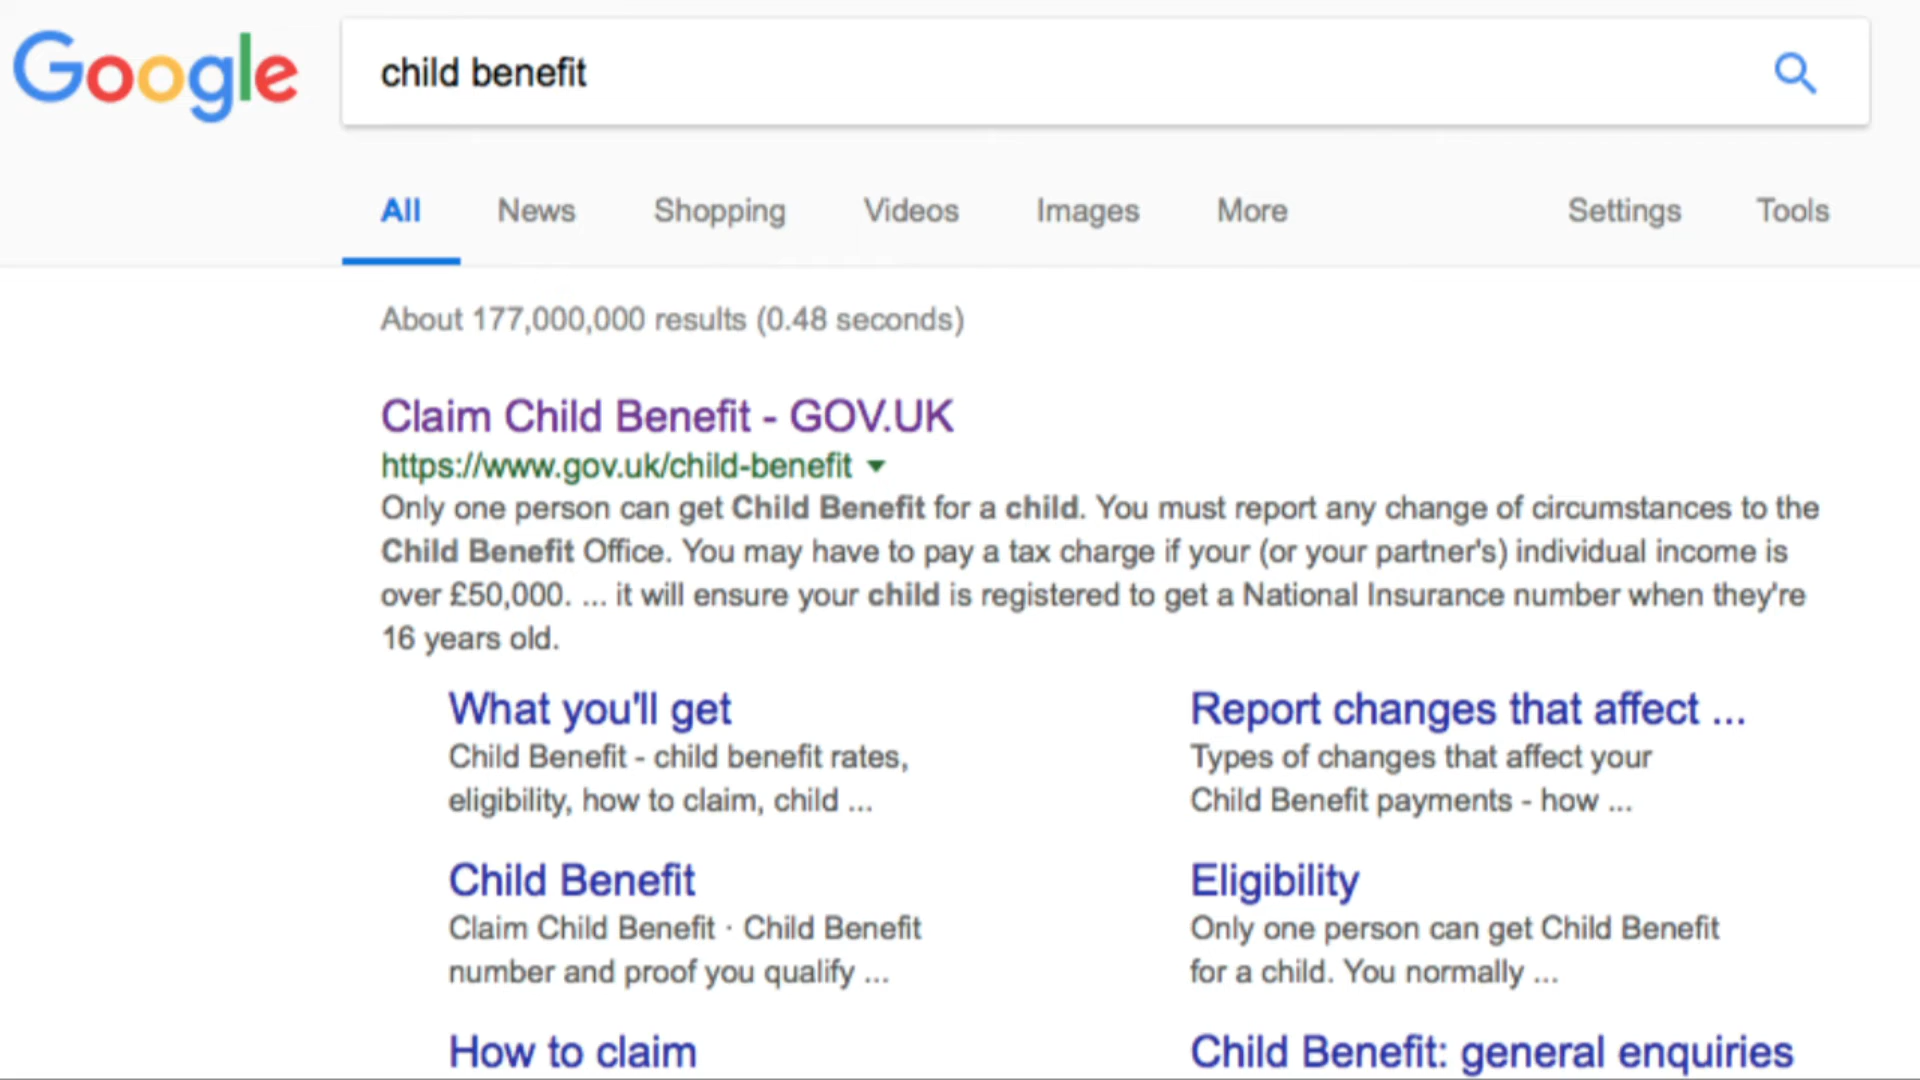 Google
child benefit
All News Shopping Videos Images More Settings Tools
About 177,000,000 results (0.48 seconds)
Claim Child Benefit - GOV.UK
https://www.gov.uk/child-benefit
Only one person can get Child Benefit for a child. You must report any change of circumstances to the
Child Benefit Office. You may have to pay a tax charge if your (or your partner's) individual income is
over £50,000. ... it will ensure your child is registered to get a National Insurance number when they're
16 years old.
What you'll get
Child Benefit - child benefit rates,
eligibility, how to claim, child ...
Report changes that affect ...
Types of changes that affect your
Child Benefit payments - how ...
Child Benefit
Claim Child Benefit · Child Benefit
number and proof you qualify ...
Eligibility
Only one person can get Child Benefit
for a child. You normally ...
How to claim
Child Benefit: general enquiries